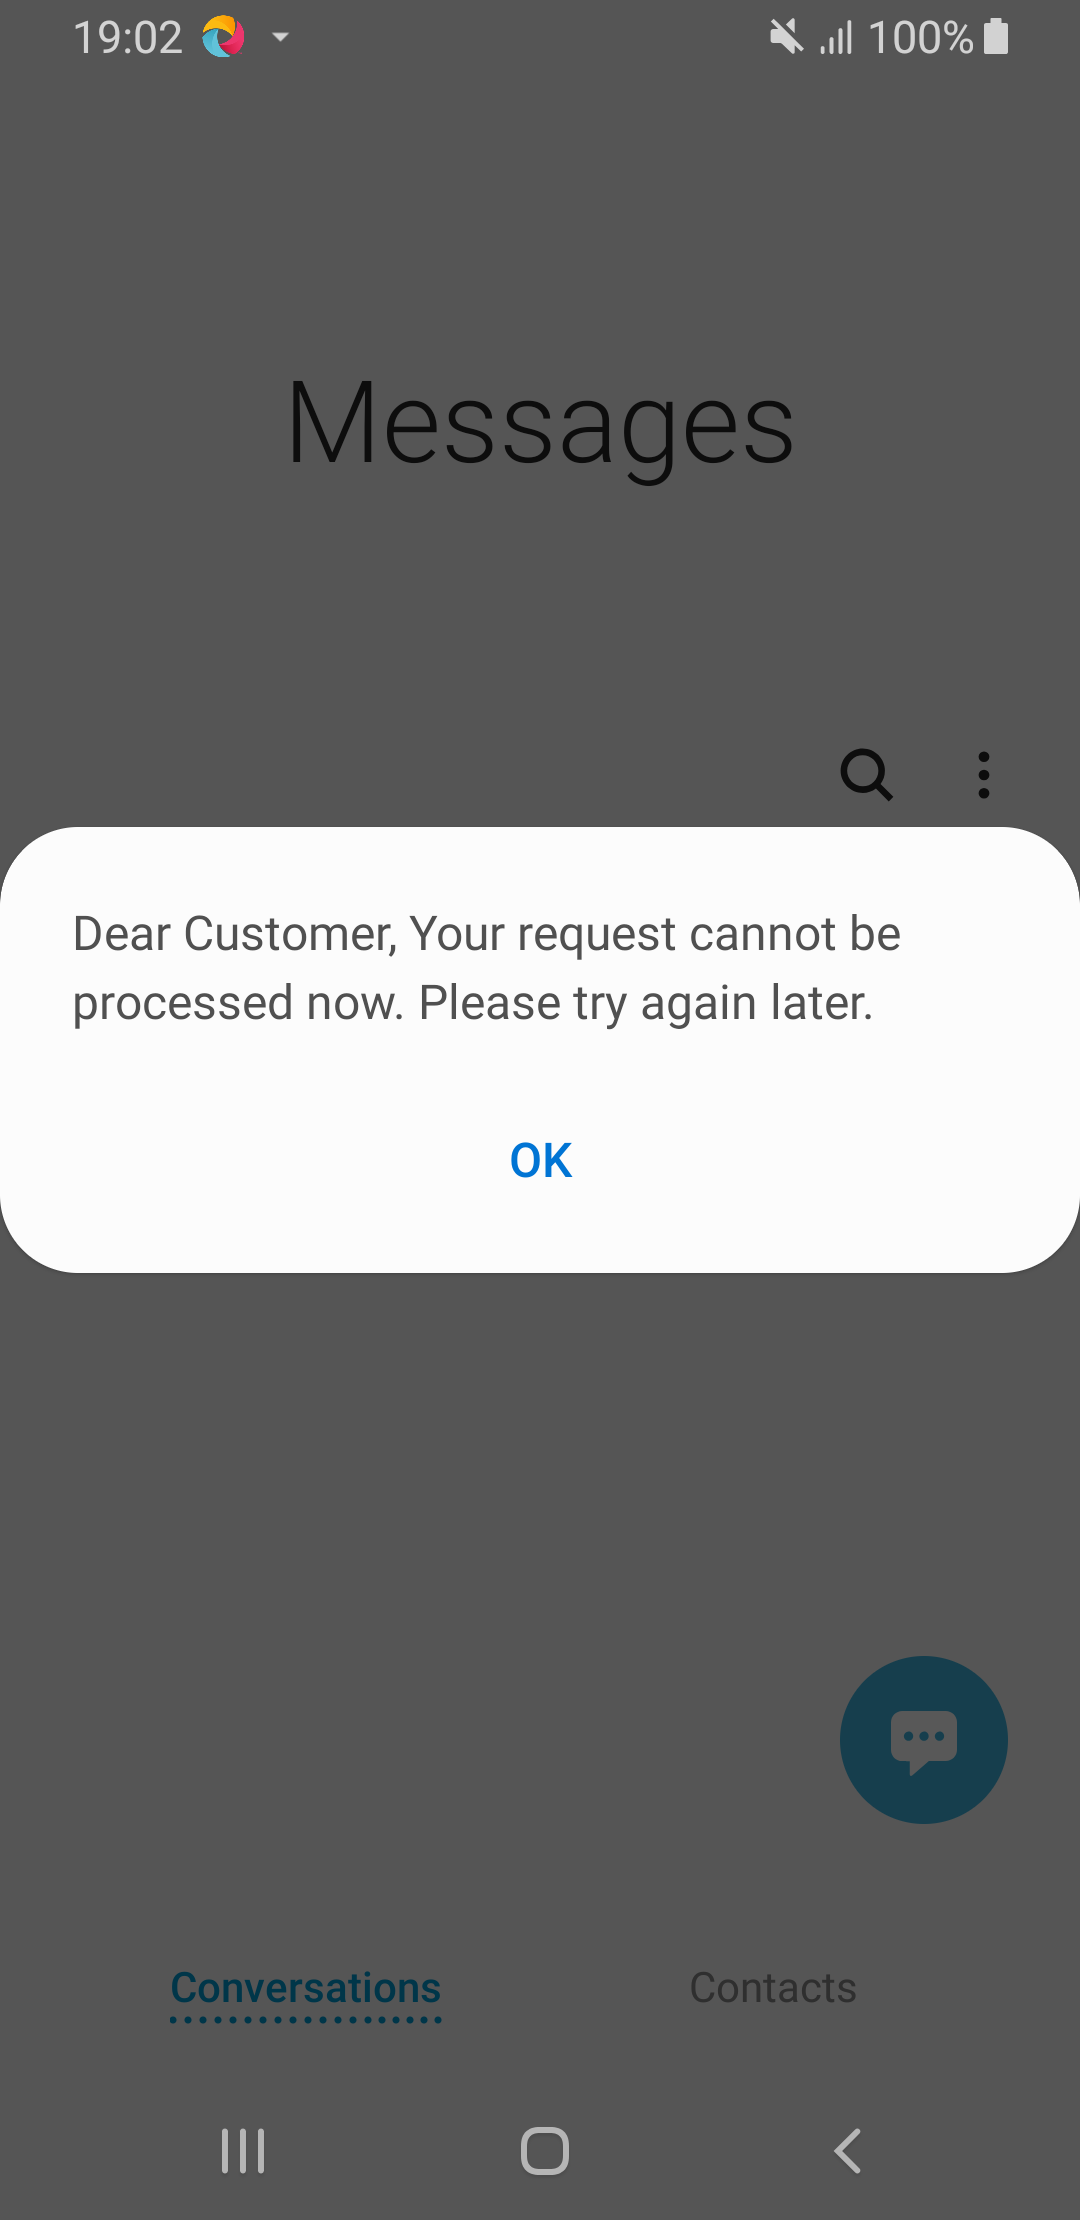 19:02
100%
Messages
Dear Customer, Your request cannot be
processed now. Please try again later.
OK
Conversations
Contacts